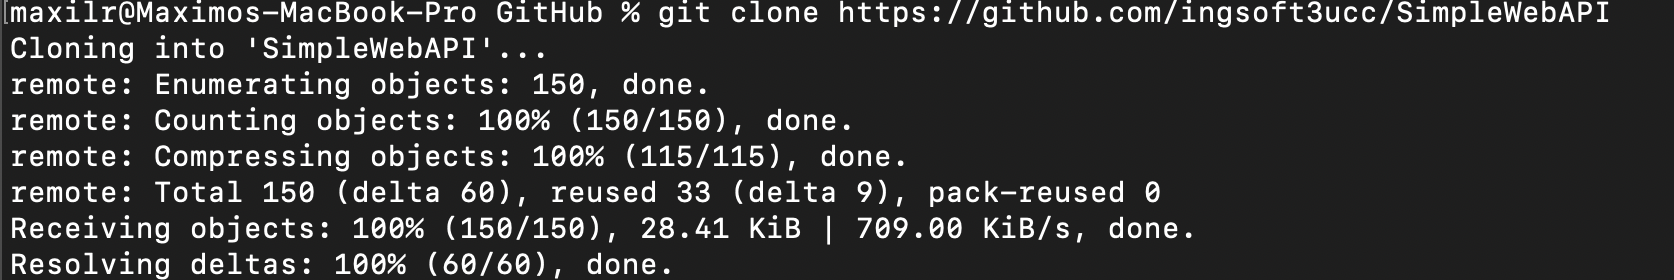 [maxilr@Maximos-MacBook-Pro GitHub % git clone https://github.com/ingsoft3ucc/SimpleWebAPI
Cloning into 'SimpleWebAPI'...
remote: Enumerating objects: 150, done.
remote: Counting objects: 100% (150/150), done.
remote: Compressing objects: 100% (115/115), done.
remote: Total 150 (delta 60), reused 33 (delta 9), pack-reused 0
Receiving objects: 100% (150/150), 28.41 KiB | 709.00 KiB/s, done.
Resolving deltas: 100% (60/60), done.